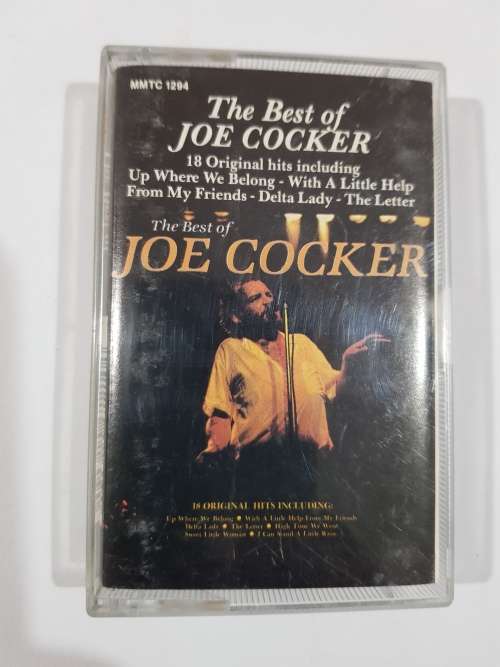 MMTC 1294
The Best of
JOE COCKER
18 Original hits including
Up Where We Belong - With A Little Help
From My Friends - Delta Lady - The Letter
The Best of
JOE COCKER
18 ORIGINAL HITS INCLUDING:
Up Where We Belong ● With A Little Help From My Friends
Delta Lady ● The Letter ● High Time We Went
Sweet Little Woman ● I Can Stand A Little Rain